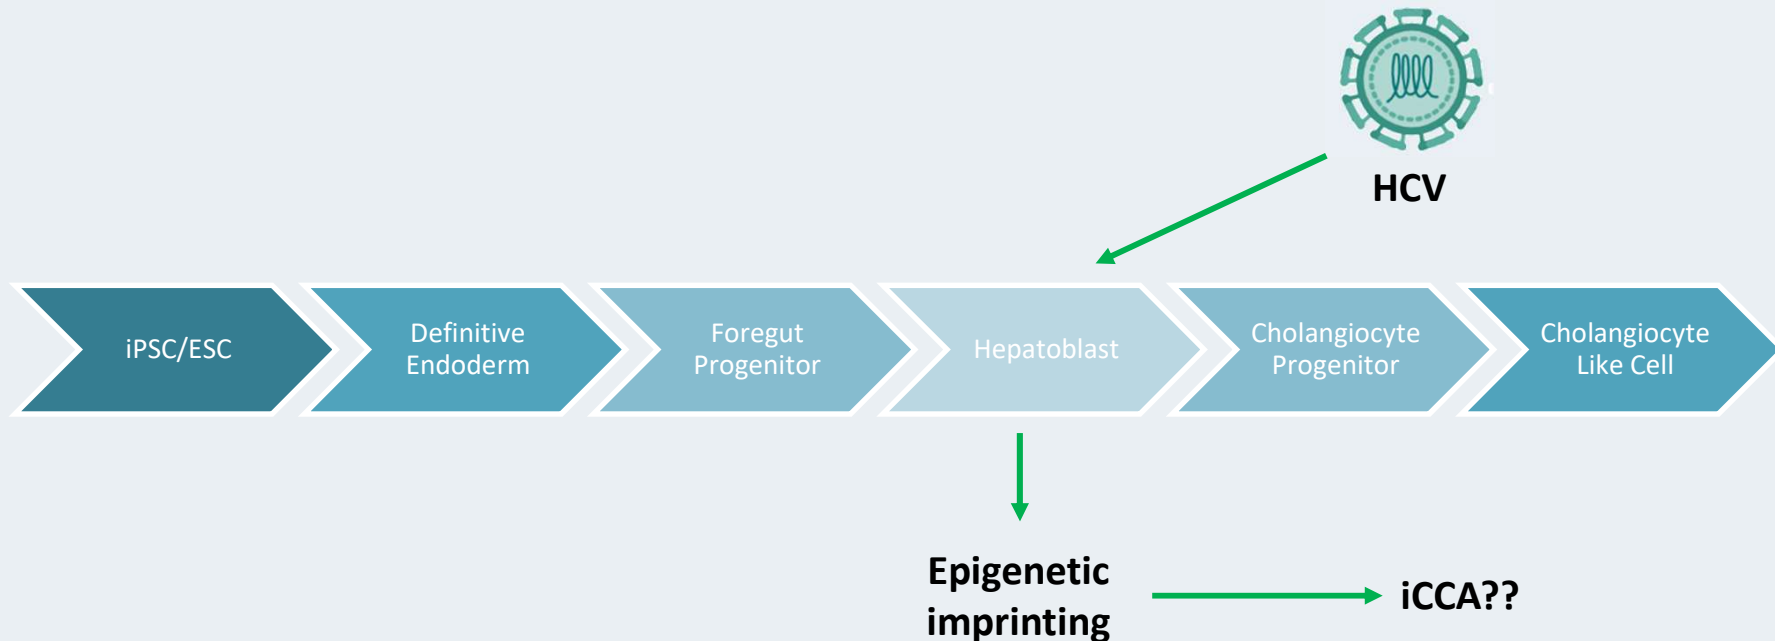 HCV
iPSC/ESC
Definitive
Endoderm
Foregut
Progenitor
Hepatoblast
Cholangiocyte
Progenitor
Cholangiocyte
Like Cell
Epigenetic
imprinting
iCCA??